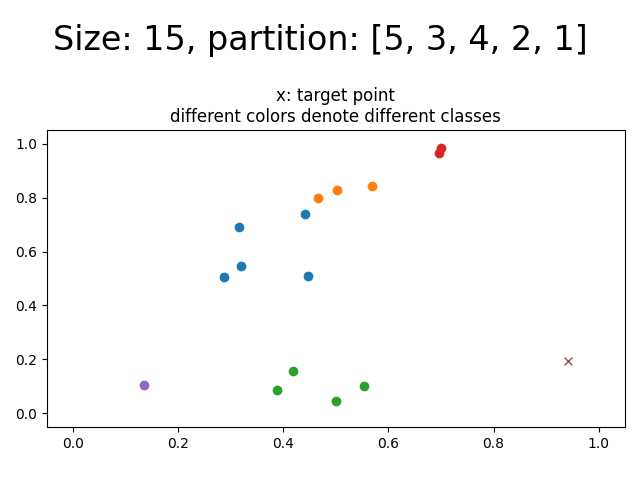 Size: 15, partition: [5, 3, 4, 2, 1]
x: target point
different colors denote different classes
1.0
0.8
0.6
0.4
0.2
0.0
0.0 0.2 0.4 0.6 0.8 1.0